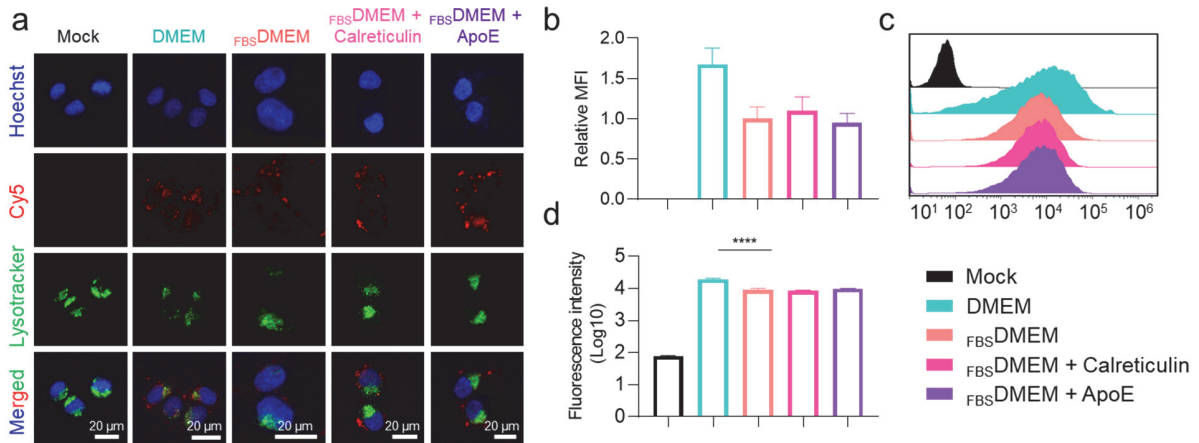 a
Mock
DMEM
FBSDMEM
FBSDMEM +
Calreticulin
FBSDMEM +
ApoE
Hoechst
Cy5
Lysotracker
Merged
20 μm
20 μm
20 μm
20 μm
20 μm
b
Relative MFI
2.0
1.5
1.0
1.5
0.0
c
10¹ 10² 10³ 10⁴ 10⁵ 10⁶
d
Fluorescence intensity
(Log10)
5
4
3
2
1
0
****
Mock
DMEM
FBSDMEM
FBSDMEM + Calreticulin
FBSDMEM + ApoE